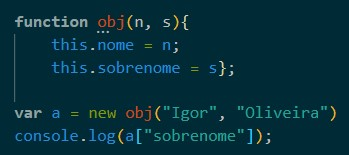 function obj(n, s){
    this.nome = n;
    this.sobrenome = s};

var a = new obj("Igor", "Oliveira")
console.log(a["sobrenome"]);